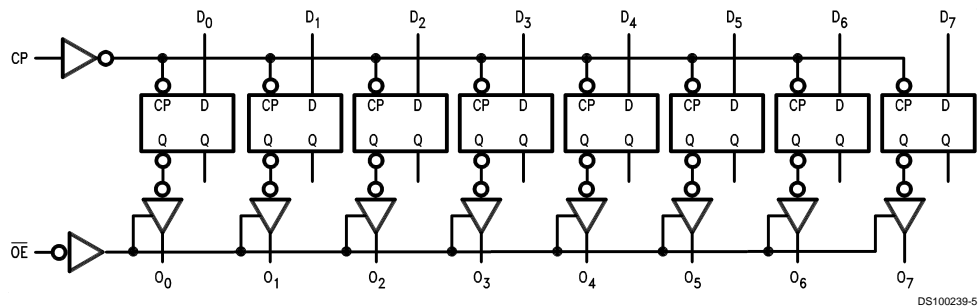 D0 D1 D2 D3 D4 D5 D6 D7
CP
CP D CP D CP D CP D CP D CP D CP D CP D
Q Q Q Q Q Q Q Q Q Q Q Q Q Q Q Q
O̅E̅
O0 O1 O2 O3 O4 O5 O6 O7
DS100239-5